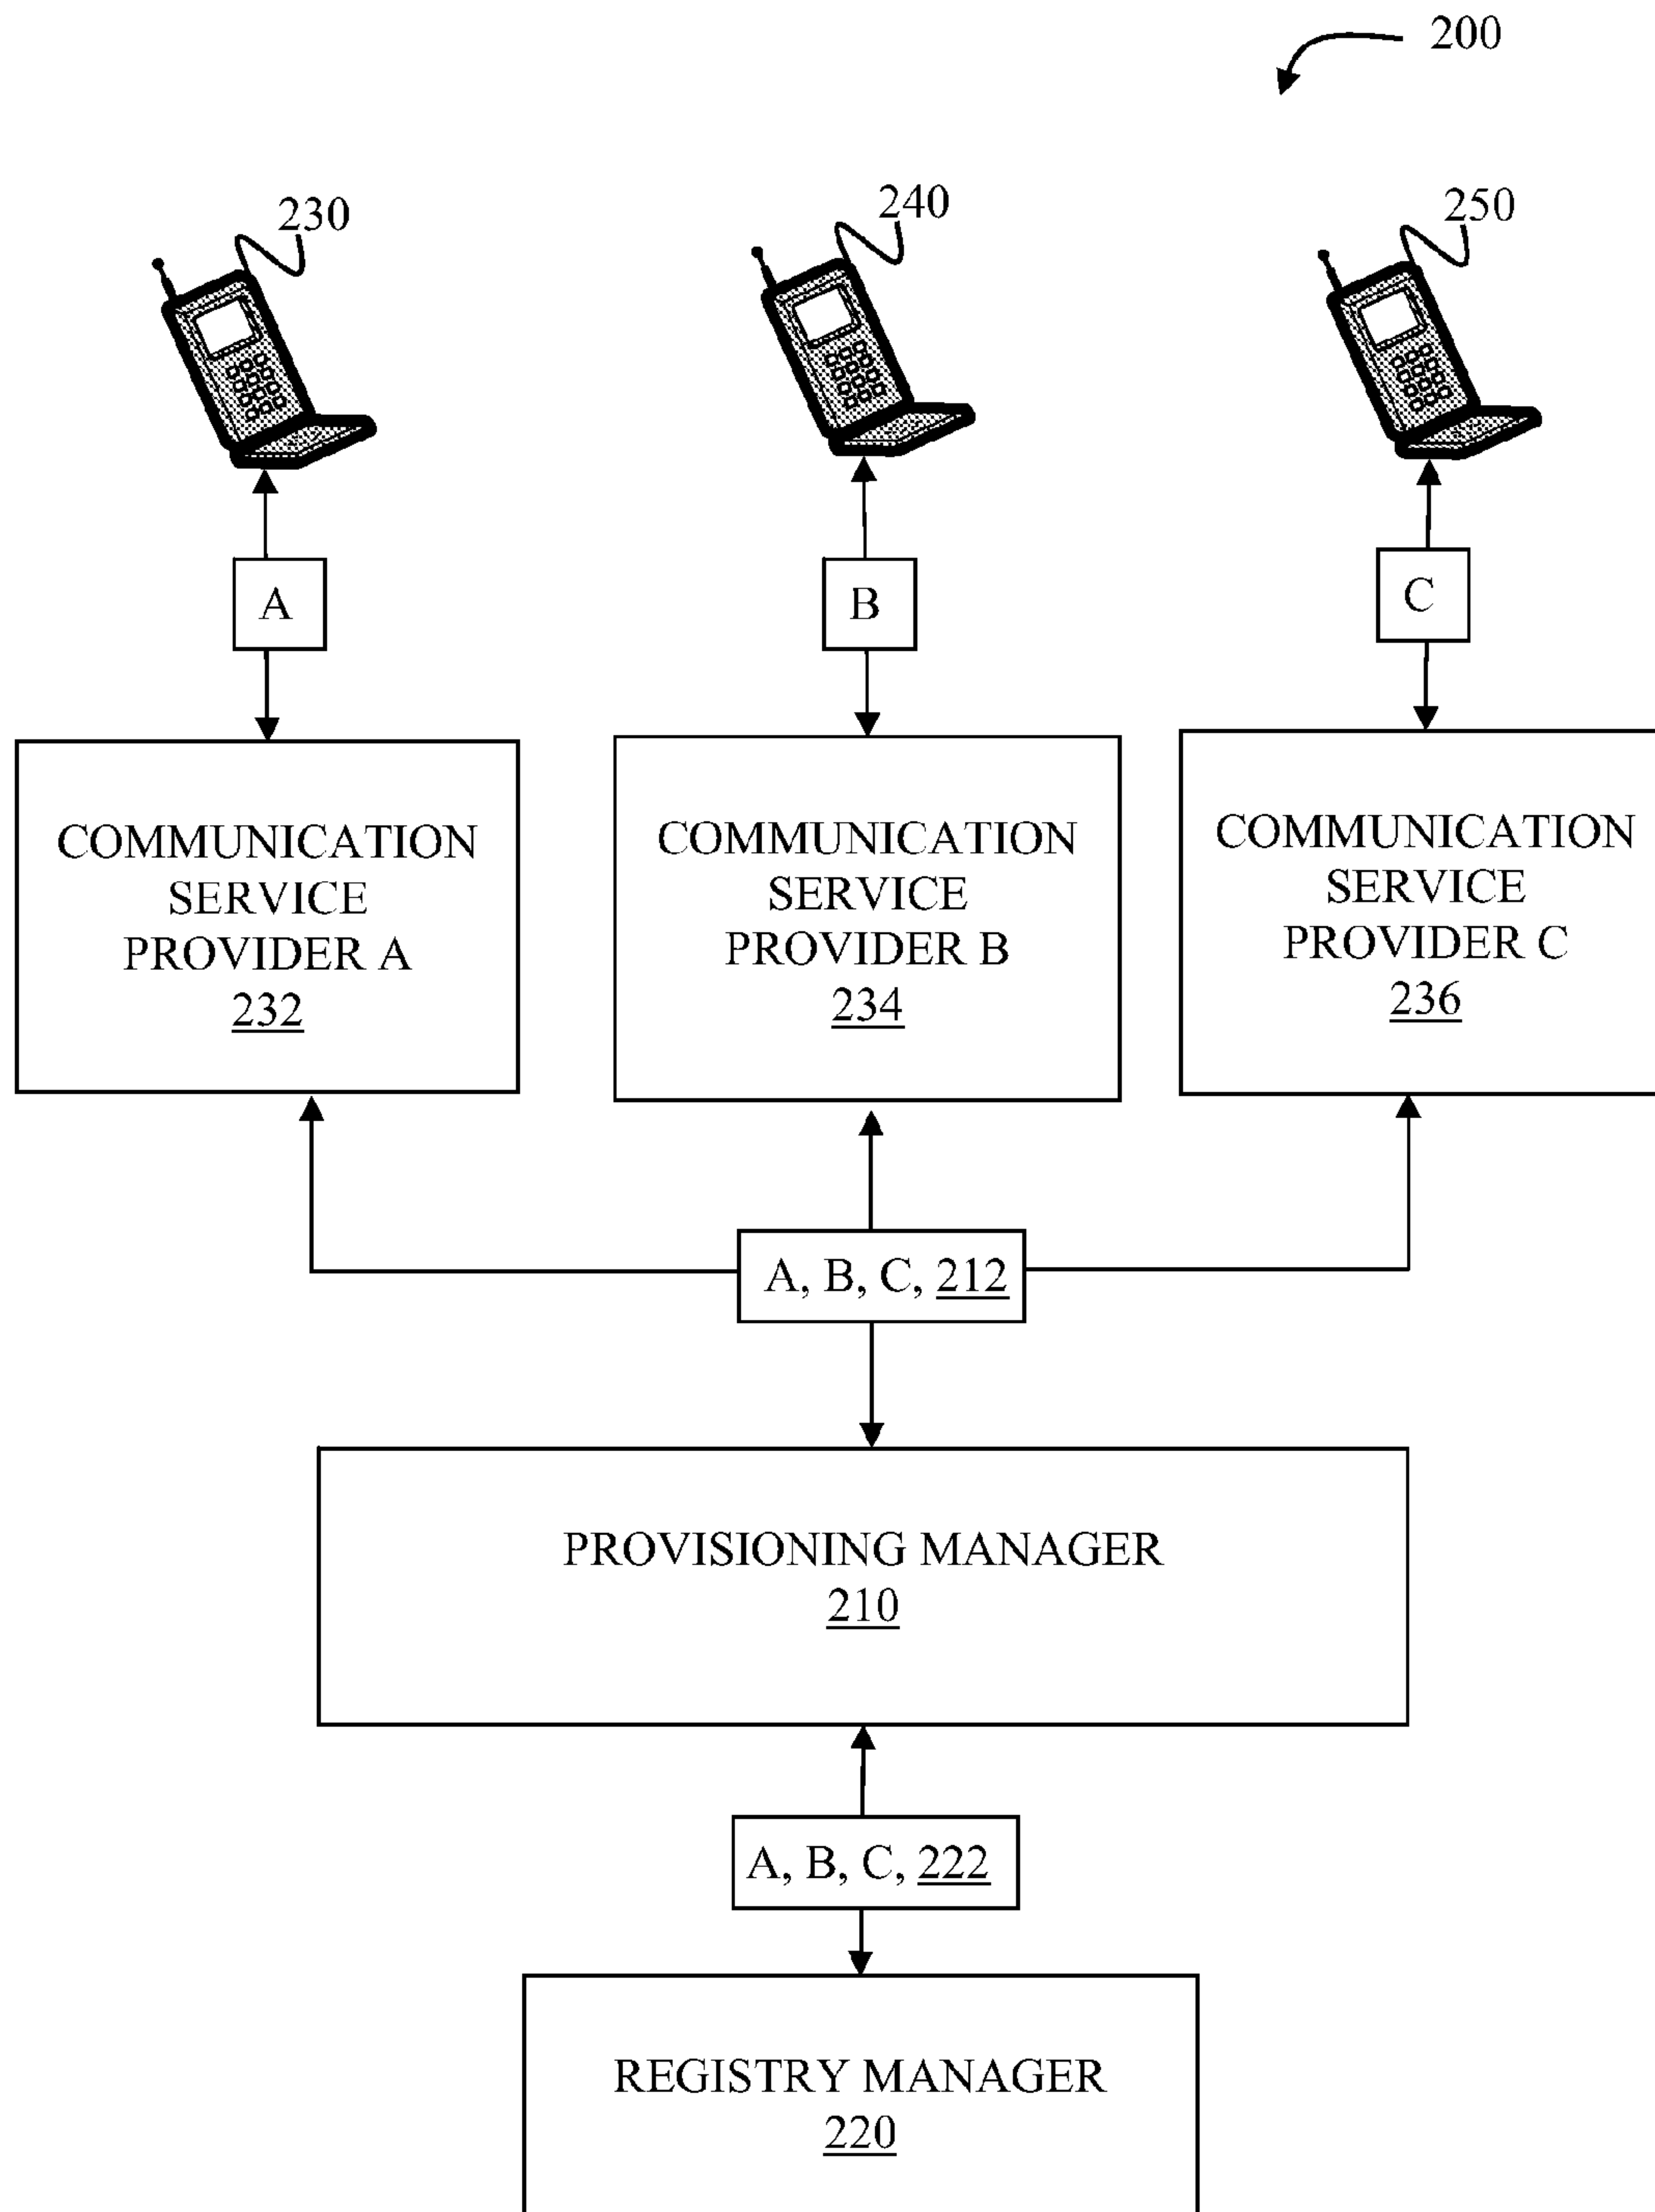 200
230
240
250
A
B
C
COMMUNICATION
SERVICE
PROVIDER A
232
COMMUNICATION
SERVICE
PROVIDER B
234
COMMUNICATION
SERVICE
PROVIDER C
236
A, B, C, 212
PROVISIONING MANAGER
210
A, B, C, 222
REGISTRY MANAGER
220